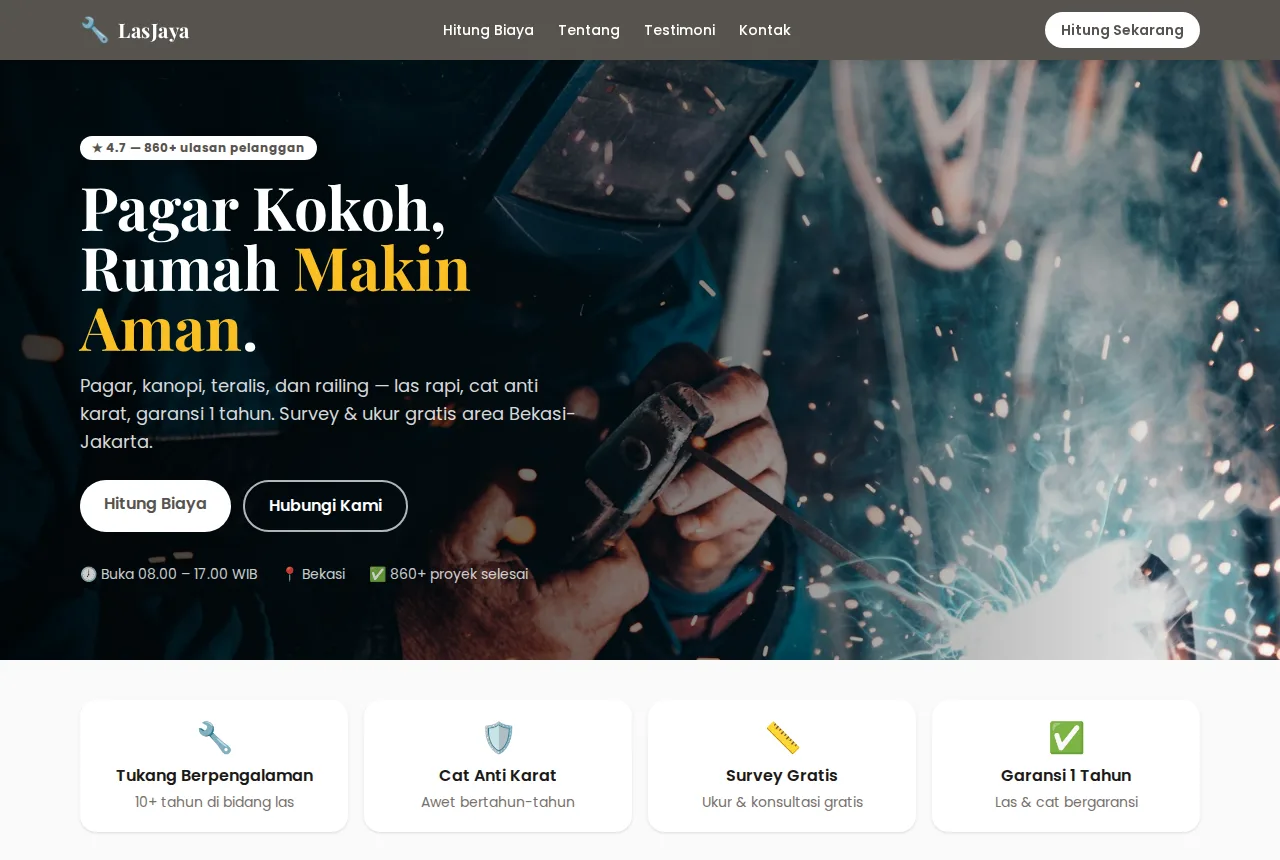 LasJaya
Hitung Biaya
Tentang
Testimoni
Kontak
Hitung Sekarang
★ 4.7 — 860+ ulasan pelanggan
Pagar Kokoh,
Rumah Makin
Aman.
Pagar, kanopi, teralis, dan railing — las rapi, cat anti
karat, garansi 1 tahun. Survey & ukur gratis area Bekasi–
Jakarta.
Hitung Biaya
Hubungi Kami
Buka 08.00 – 17.00 WIB
Bekasi
860+ proyek selesai
Tukang Berpengalaman
10+ tahun di bidang las
Cat Anti Karat
Awet bertahun-tahun
Survey Gratis
Ukur & konsultasi gratis
Garansi 1 Tahun
Las & cat bergaransi